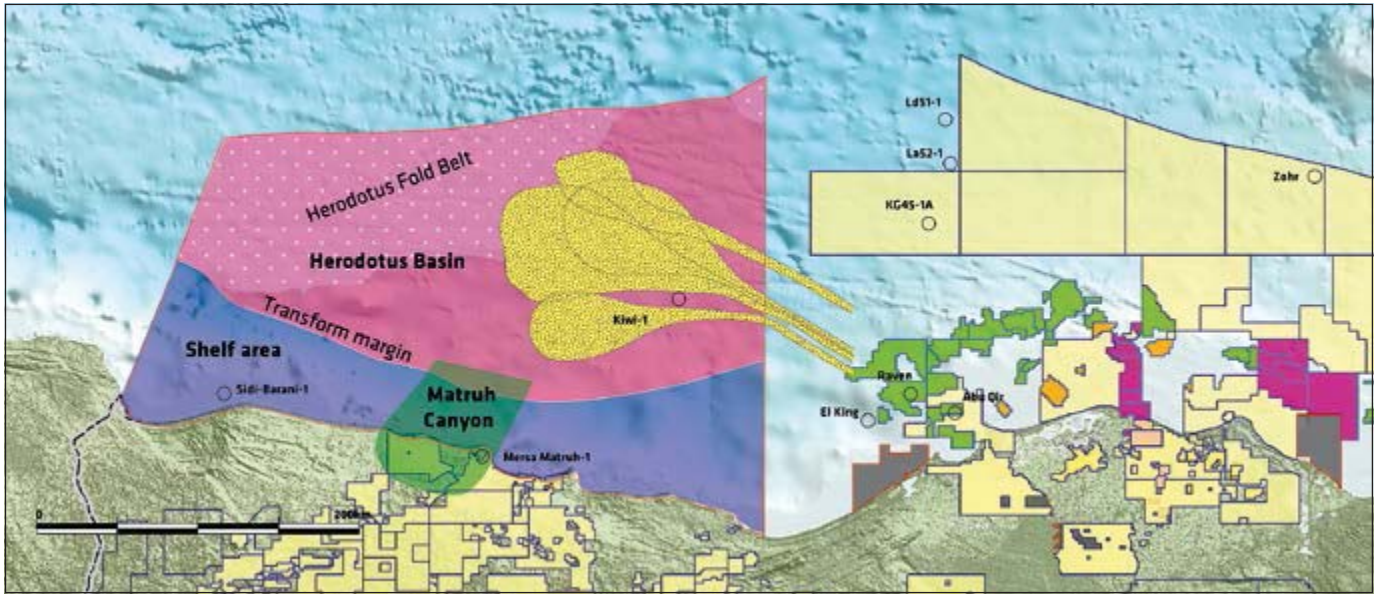 Ld51-1
La52-1
Herodotus Fold Belt
Zohr
KG45-1A
Herodotus Basin
Transform margin
Kiwi-1
Shelf area
Raven
Sidi-Barani-1
Matruh
Canyon
Abu Qir
El King
Mersa Matruh-1
0
200km